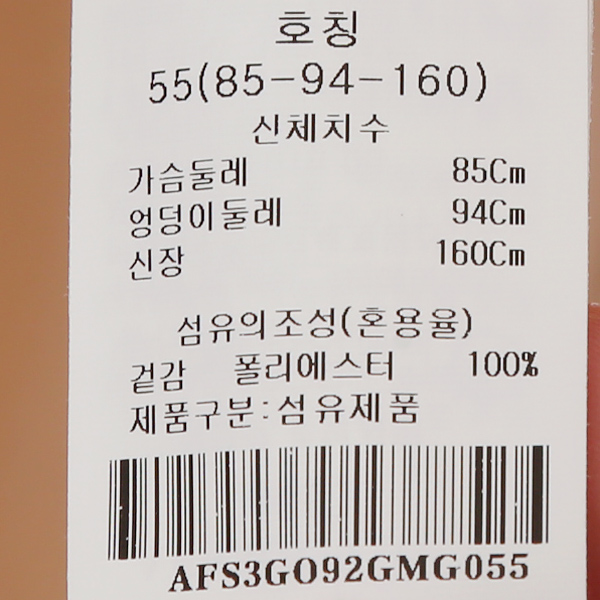 호칭
55(85-94-160)
신체치수
가슴둘레 85Cm
엉덩이둘레 94Cm
신장 160Cm
섬유의조성(혼용율)
겉감 폴리에스터 100%
제품구분:섬유제품
AFS3GO92GMG055